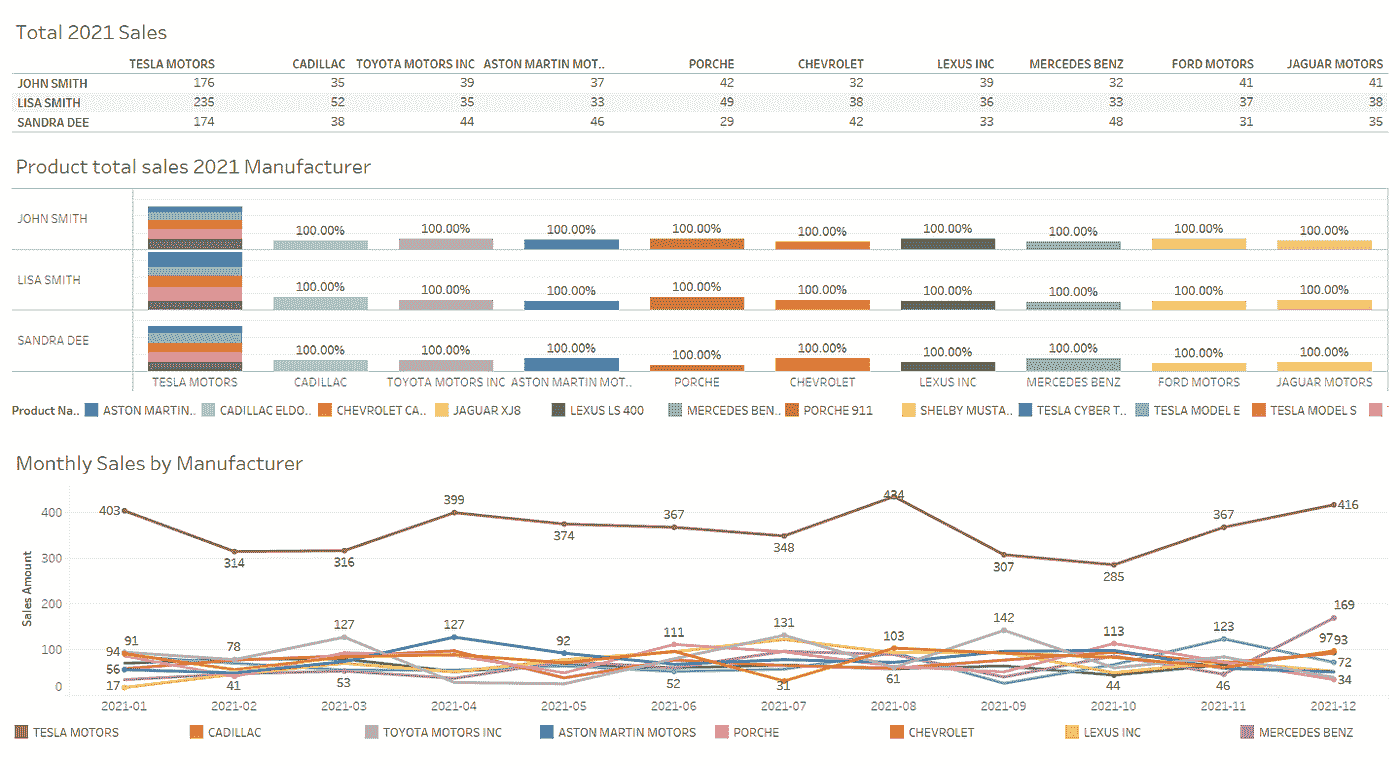 Total 2021 Sales
TESLA MOTORS CADILLAC TOYOTA MOTORS INC ASTON MARTIN MOT.. PORCHE CHEVROLET LEXUS INC MERCEDES BENZ FORD MOTORS JAGUAR MOTORS
JOHN SMITH 176 35 39 37 42 32 39 32 41 41
LISA SMITH 235 52 35 33 49 38 36 33 37 38
SANDRA DEE 174 38 44 46 29 42 33 48 31 35
Product total sales 2021 Manufacturer
JOHN SMITH 100.00% 100.00% 100.00% 100.00% 100.00% 100.00% 100.00% 100.00% 100.00%
LISA SMITH 100.00% 100.00% 100.00% 100.00% 100.00% 100.00% 100.00% 100.00% 100.00%
SANDRA DEE 100.00% 100.00% 100.00% 100.00% 100.00% 100.00% 100.00% 100.00% 100.00%
TESLA MOTORS CADILLAC TOYOTA MOTORS INC ASTON MARTIN MOT.. PORCHE CHEVROLET LEXUS INC MERCEDES BENZ FORD MOTORS JAGUAR MOTORS
Product Na.. ASTON MARTIN.. CADILLAC ELDO.. CHEVROLET CA.. JAGUAR XJ8 LEXUS LS 400 MERCEDES BEN.. PORCHE 911 SHELBY MUSTA.. TESLA CYBER T.. TESLA MODEL E TESLA MODEL S
Monthly Sales by Manufacturer
Sales Amount
400 403 314 316 399 374 367 348 434 307 285 367 416
300
200
100 94 91 78 127 127 92 111 131 103 142 113 123 169 97 93
0 56 17 41 53 52 31 61 44 46 72 34
2021-01 2021-02 2021-03 2021-04 2021-05 2021-06 2021-07 2021-08 2021-09 2021-10 2021-11 2021-12
TESLA MOTORS CADILLAC TOYOTA MOTORS INC ASTON MARTIN MOTORS PORCHE CHEVROLET LEXUS INC MERCEDES BENZ